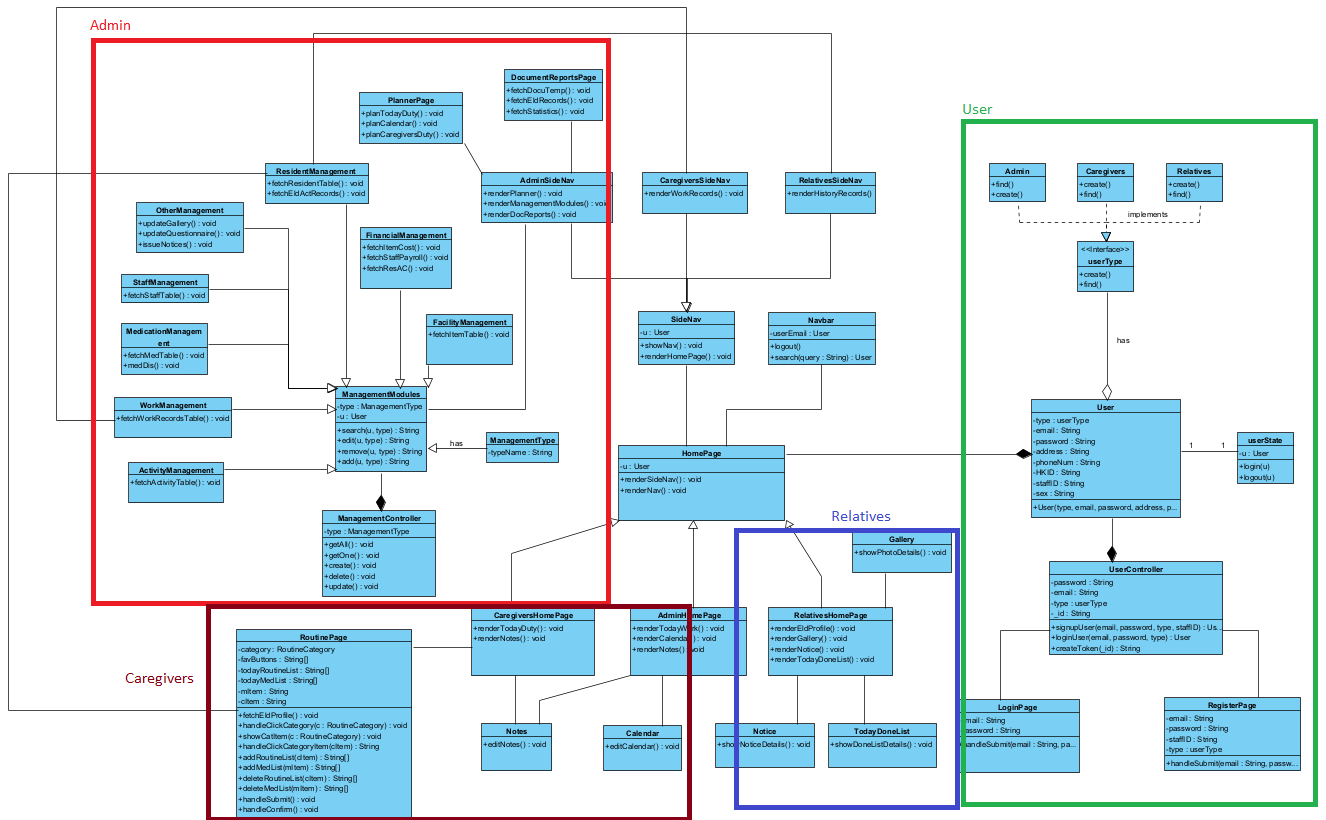 Admin
DocumentReportsPage
+fetchDocuTemp() : void
+fetchEldRecords() : void
+fetchStatistics() : void
PlannerPage
+planTodayDuty() : void
+planCalendar() : void
+planCaregiversDuty() : void
ResidentManagement
+fetchResidentTable() : void
+fetchEldActRecords() : void
AdminSideNav
+renderPlanner() : void
+renderManagementModules() : void
+renderDocReports() : void
CaregiversSideNav
+renderWorkRecords() : void
RelativesSideNav
+renderHistoryRecords()
OtherManagement
+updateGallery() : void
+updateQuestionnaire() : void
+issueNotices() : void
FinancialManagement
+fetchItemCost() : void
+fetchStaffPayroll() : void
+fetchResAC() : void
StaffManagement
+fetchStaffTable() : void
MedicationManagem
ent
+fetchMedTable() : void
+medDis() : void
FacilityManagement
+fetchItemTable() : void
SideNav
-u : User
+showNav() : void
+renderHomePage() : void
Navbar
-userEmail : User
+logout()
+search(query : String) : User
WorkManagement
+fetchWorkRecordsTable() : void
ManagementModules
-type : ManagementType
-u : User
+search(u, type) : String
+edit(u, type) : String
+remove(u, type) : String
+add(u, type) : String
has
ManagementType
-typeName : String
ActivityManagement
+fetchActivityTable() : void
HomePage
-u : User
+renderSideNav() : void
+renderNav() : void
ManagementController
-type : ManagementType
+getAll() : void
+getOne() : void
+create() : void
+delete() : void
+update() : void
User
Admin
+find()
+create()
Caregivers
+create()
+find()
Relatives
+create()
+find()
implements
<<Interface>>
userType
+create()
+find()
has
User
-type : userType
-email : String
-password : String
-address : String
-phoneNum : String
-HKID : String
-staffID : String
-sex : String
+User(type, email, password, address, p...
1
1
userState
-u : User
+login(u)
+logout(u)
UserController
-password : String
-email : String
-type : userType
-_id : String
+signupUser(email, password, type, staffID) : Us...
+loginUser(email, password, type) : User
+createToken(_id) : String
LoginPage
mail : String
assword : String
handleSubmit(email : String, pa...
RegisterPage
-email : String
-password : String
-staffID : String
-type : userType
+handleSubmit(email : String, passw...
Relatives
Gallery
+showPhotoDetails() : void
RelativesHomePage
+renderEldProfile() : void
+renderGallery() : void
+renderNotice() : void
+renderTodayDoneList() : void
Notice
+showNoticeDetails() : void
TodayDoneList
+showDoneListDetails() : void
Caregivers
CaregiversHomePage
+renderTodayDuty() : void
+renderNotes() : void
AdminHomePage
+renderTodayWork() : void
+renderCalendar() : void
+renderNotes() : void
RoutinePage
-category : RoutineCategory
-favButtons : String[]
-todayRoutineList : String[]
-todayMedList : String[]
-mItem : String
-cItem : String
+fetchEldProfile() : void
+handleClickCategory(c : RoutineCategory) : void
+showCatItem(c : RoutineCategory) : void
+handleClickCategoryItem(cItem) : String
+addRoutineList(cItem) : String[]
+addMedList(mItem) : String[]
+deleteRoutineList(cItem) : String[]
+deleteMedList(mItem) : String[]
+handleSubmit() : void
+handleConfirm() : void
Notes
+editNotes() : void
Calendar
+editCalendar() : void